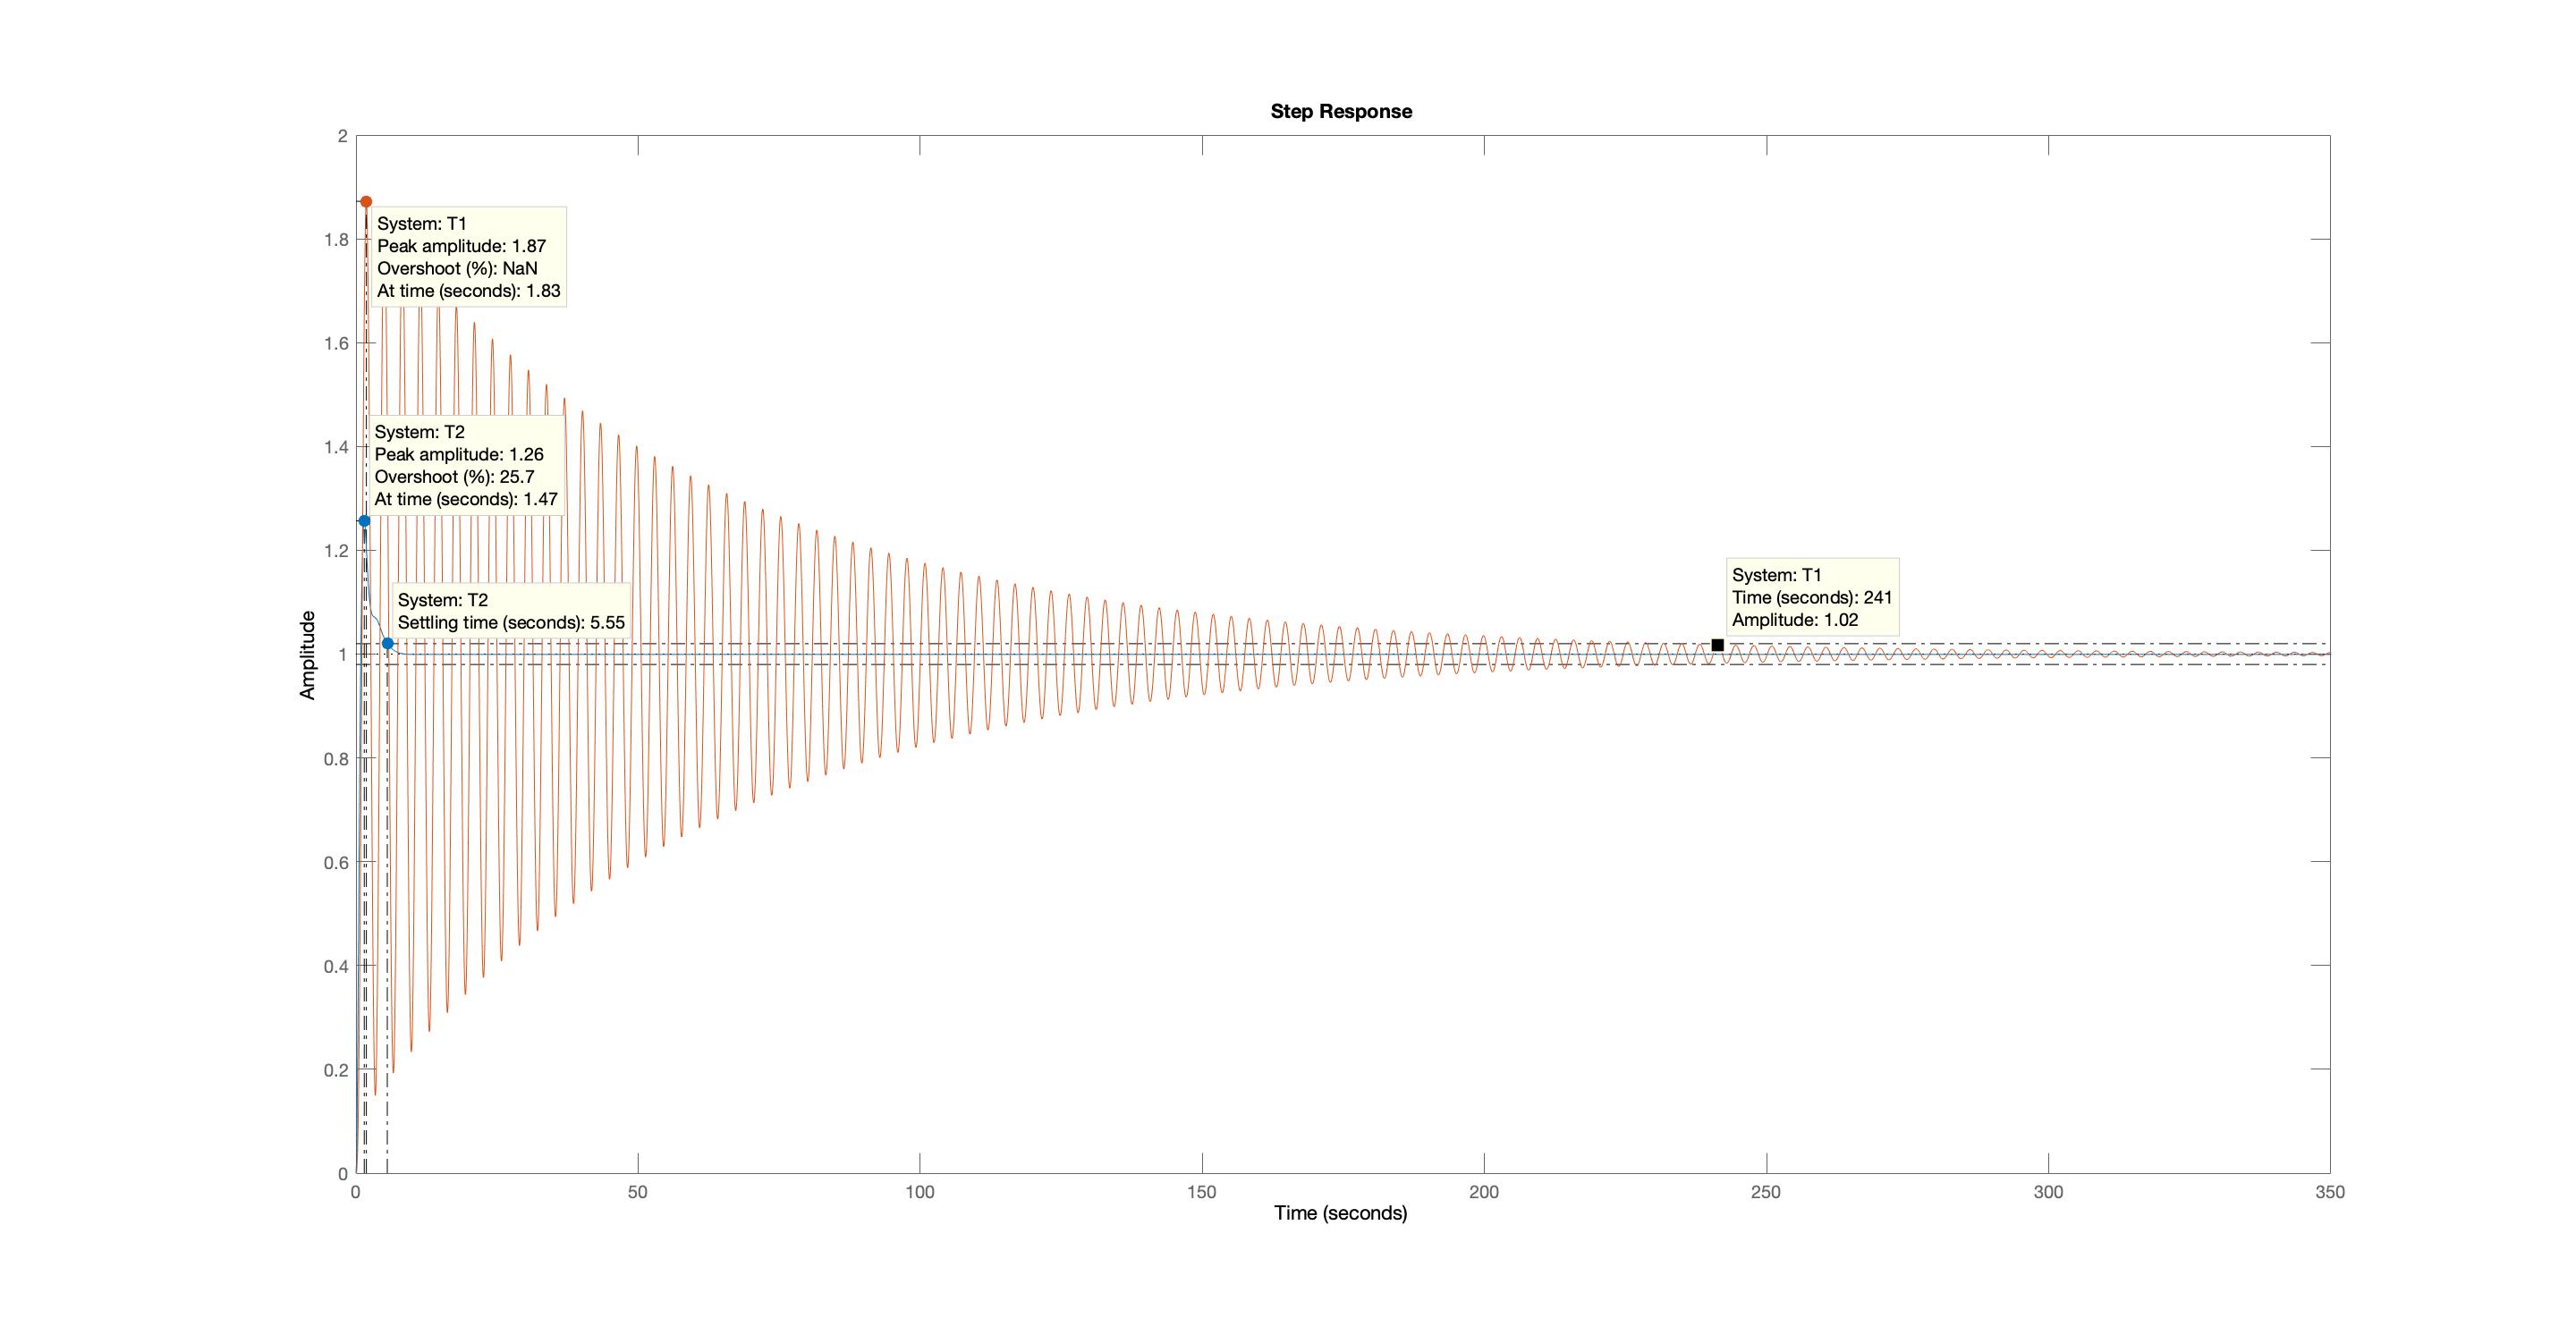 Step Response
2
1.8
1.6
1.4
1.2
1
0.8
0.6
0.4
0.2
0
Amplitude
System: T1
Peak amplitude: 1.87
Overshoot (%): NaN
At time (seconds): 1.83
System: T2
Peak amplitude: 1.26
Overshoot (%): 25.7
At time (seconds): 1.47
System: T2
Settling time (seconds): 5.55
System: T1
Time (seconds): 241
Amplitude: 1.02
0 50 100 150 200 250 300 350
Time (seconds)